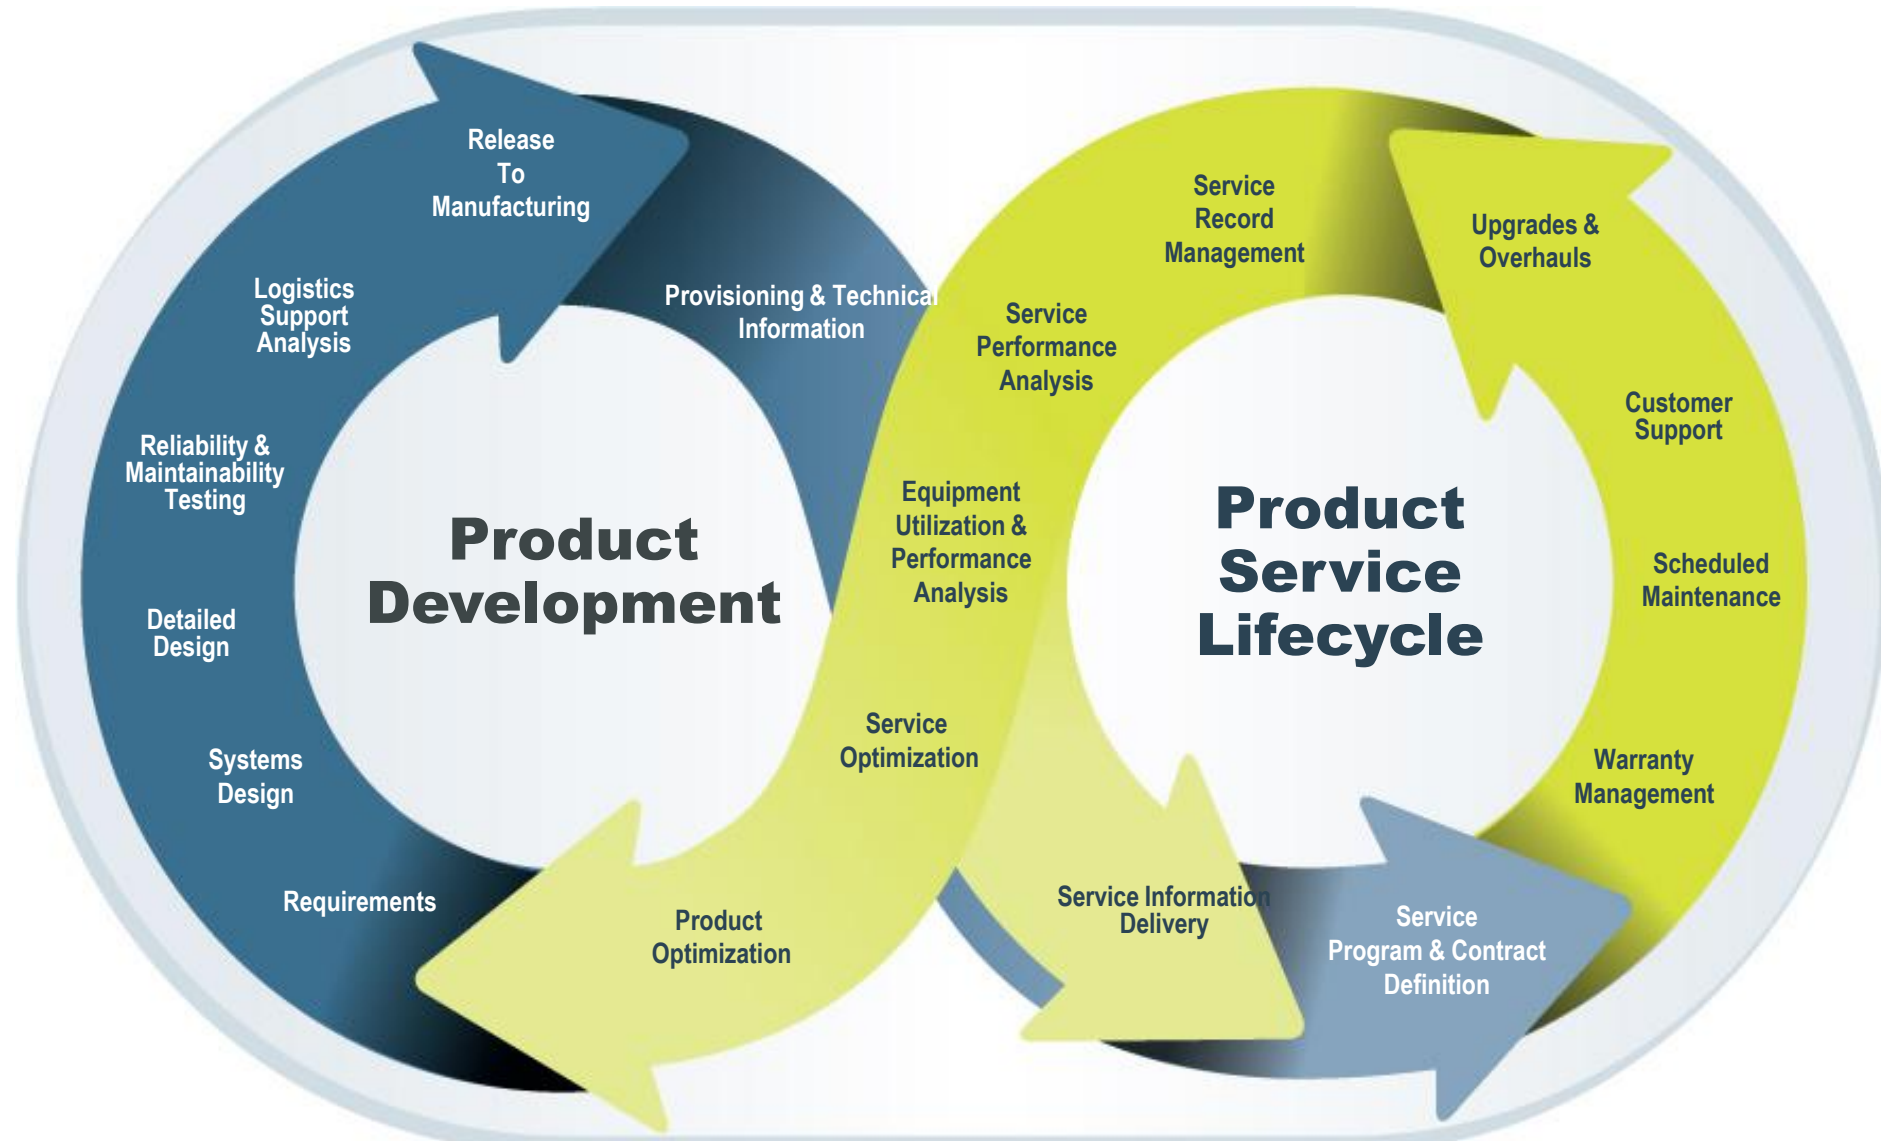 Release
To
Manufacturing
Logistics
Support
Analysis
Reliability &
Maintainability
Testing
Detailed
Design
Systems
Design
Requirements
Provisioning & Technical
Information
Product
Development
Service
Record
Management
Service
Performance
Analysis
Equipment
Utilization &
Performance
Analysis
Service
Optimization
Product
Optimization
Upgrades &
Overhauls
Customer
Support
Scheduled
Maintenance
Warranty
Management
Product
Service
Lifecycle
Service Information
Delivery
Service
Program & Contract
Definition